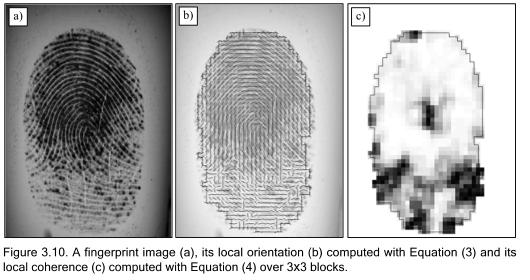 a)
b)
c)
Figure 3.10. A fingerprint image (a), its local orientation (b) computed with Equation (3) and its
local coherence (c) computed with Equation (4) over 3x3 blocks.